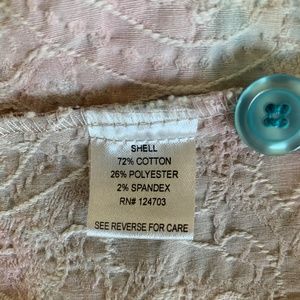 SHELL
72% COTTON
26% POLYESTER
2% SPANDEX
RN# 124703
SEE REVERSE FOR CARE